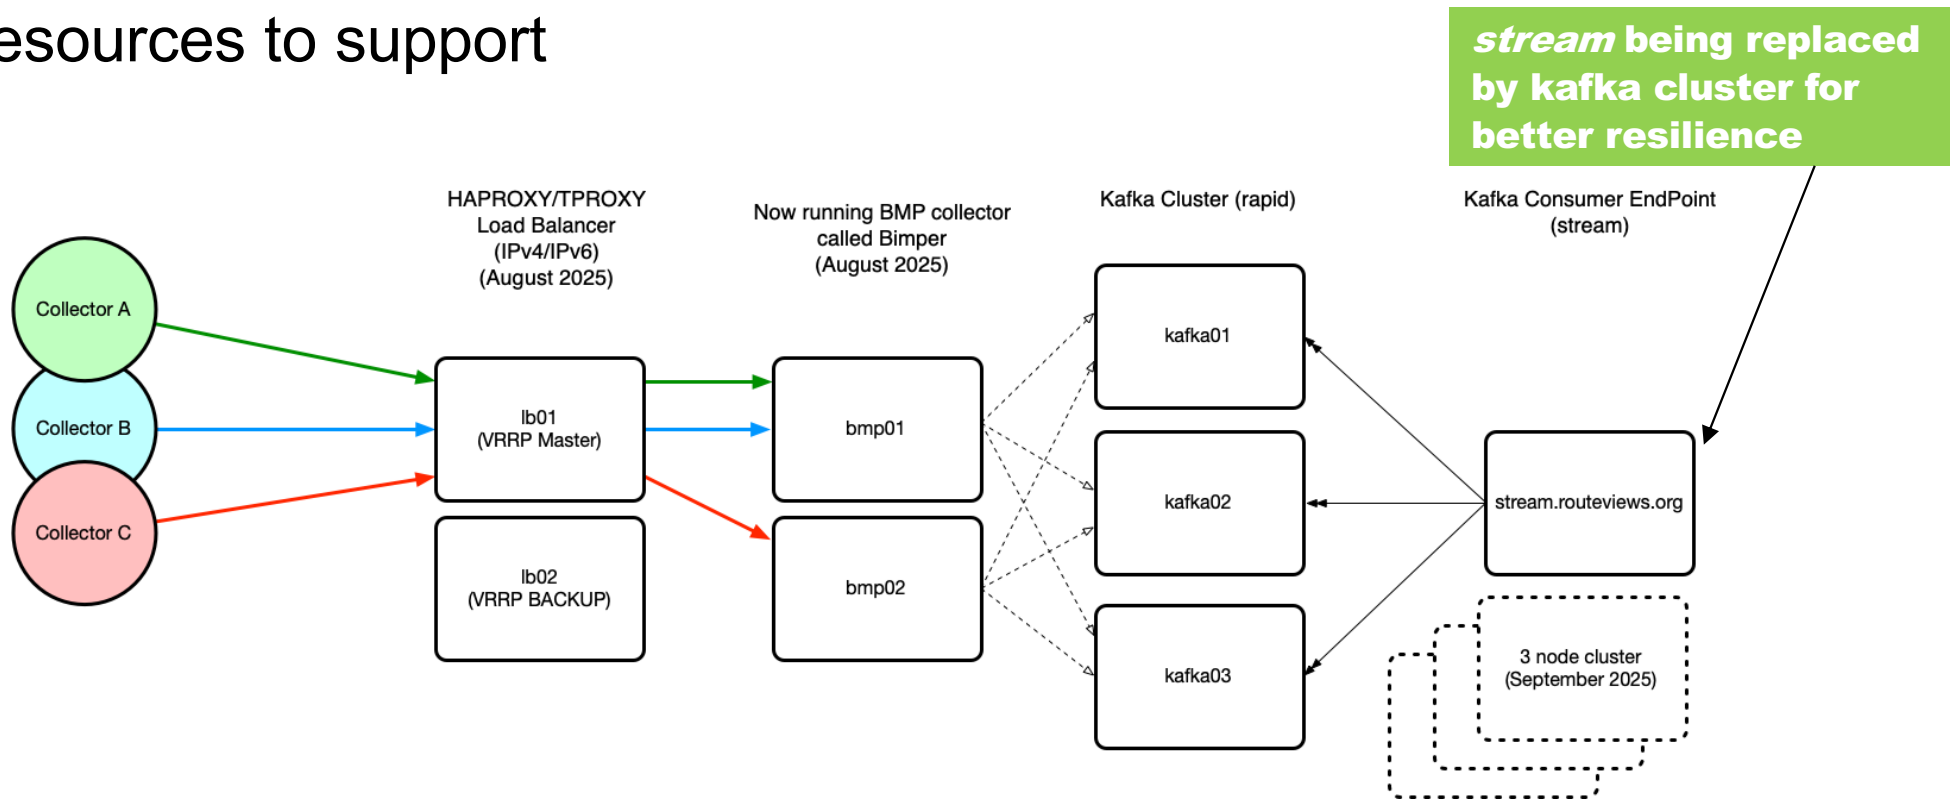 esources to support
stream being replaced
by kafka cluster for
better resilience
HAPROXY/TPROXY
Load Balancer
(IPv4/IPv6)
(August 2025)
Now running BMP collector
called Bimper
(August 2025)
Kafka Cluster (rapid)
Kafka Consumer EndPoint
(stream)
Collector A
Collector B
Collector C
lb01
(VRRP Master)
lb02
(VRRP BACKUP)
bmp01
bmp02
kafka01
kafka02
kafka03
stream.routeviews.org
3 node cluster
(September 2025)